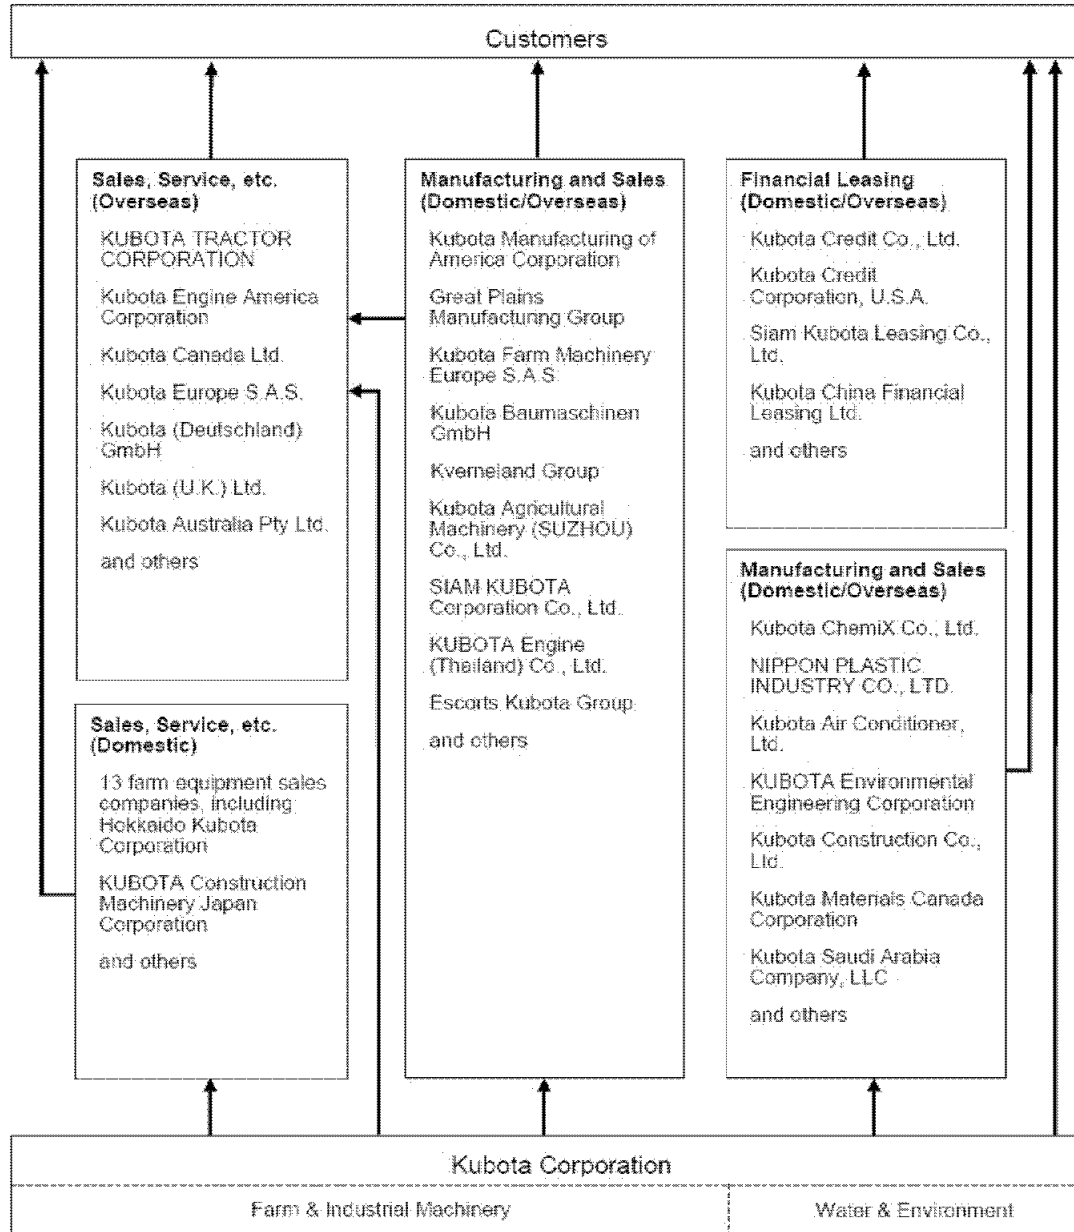 Customers
Sales, Service, etc.
(Overseas)
KUBOTA TRACTOR
CORPORATION
Kubota Engine America
Corporation
Kubota Canada Ltd.
Kubota Europe S.A.S.
Kubota (Deutschland)
GmbH
Kubota (U.K.) Ltd.
Kubota Australia Pty Ltd.
and others
Sales, Service, etc.
(Domestic)
13 farm equipment sales
companies, including
Hokkaido Kubota
Corporation
KUBOTA Construction
Machinery Japan
Corporation
and others
Manufacturing and Sales
(Domestic/Overseas)
Kubota Manufacturing of
America Corporation
Great Plains
Manufacturing Group
Kubota Farm Machinery
Europe S.A.S
Kubota Baumaschinen
GmbH
Kverneland Group
Kubota Agricultural
Machinery (SUZHOU)
Co., Ltd.
SIAM KUBOTA
Corporation Co., Ltd.
KUBOTA Engine
(Thailand) Co., Ltd.
Escorts Kubota Group
and others
Financial Leasing
(Domestic/Overseas)
Kubota Credit Co., Ltd.
Kubota Credit
Corporation, U.S.A.
Siam Kubota Leasing Co.,
Ltd.
Kubota China Financial
Leasing Ltd.
and others
Manufacturing and Sales
(Domestic/Overseas)
Kubota ChemiX Co., Ltd.
NIPPON PLASTIC
INDUSTRY CO., LTD.
Kubota Air Conditioner,
Ltd.
KUBOTA Environmental
Engineering Corporation
Kubota Construction Co.,
Ltd.
Kubota Materials Canada
Corporation
Kubota Saudi Arabia
Company, LLC
and others
Kubota Corporation
Farm & Industrial Machinery
Water & Environment